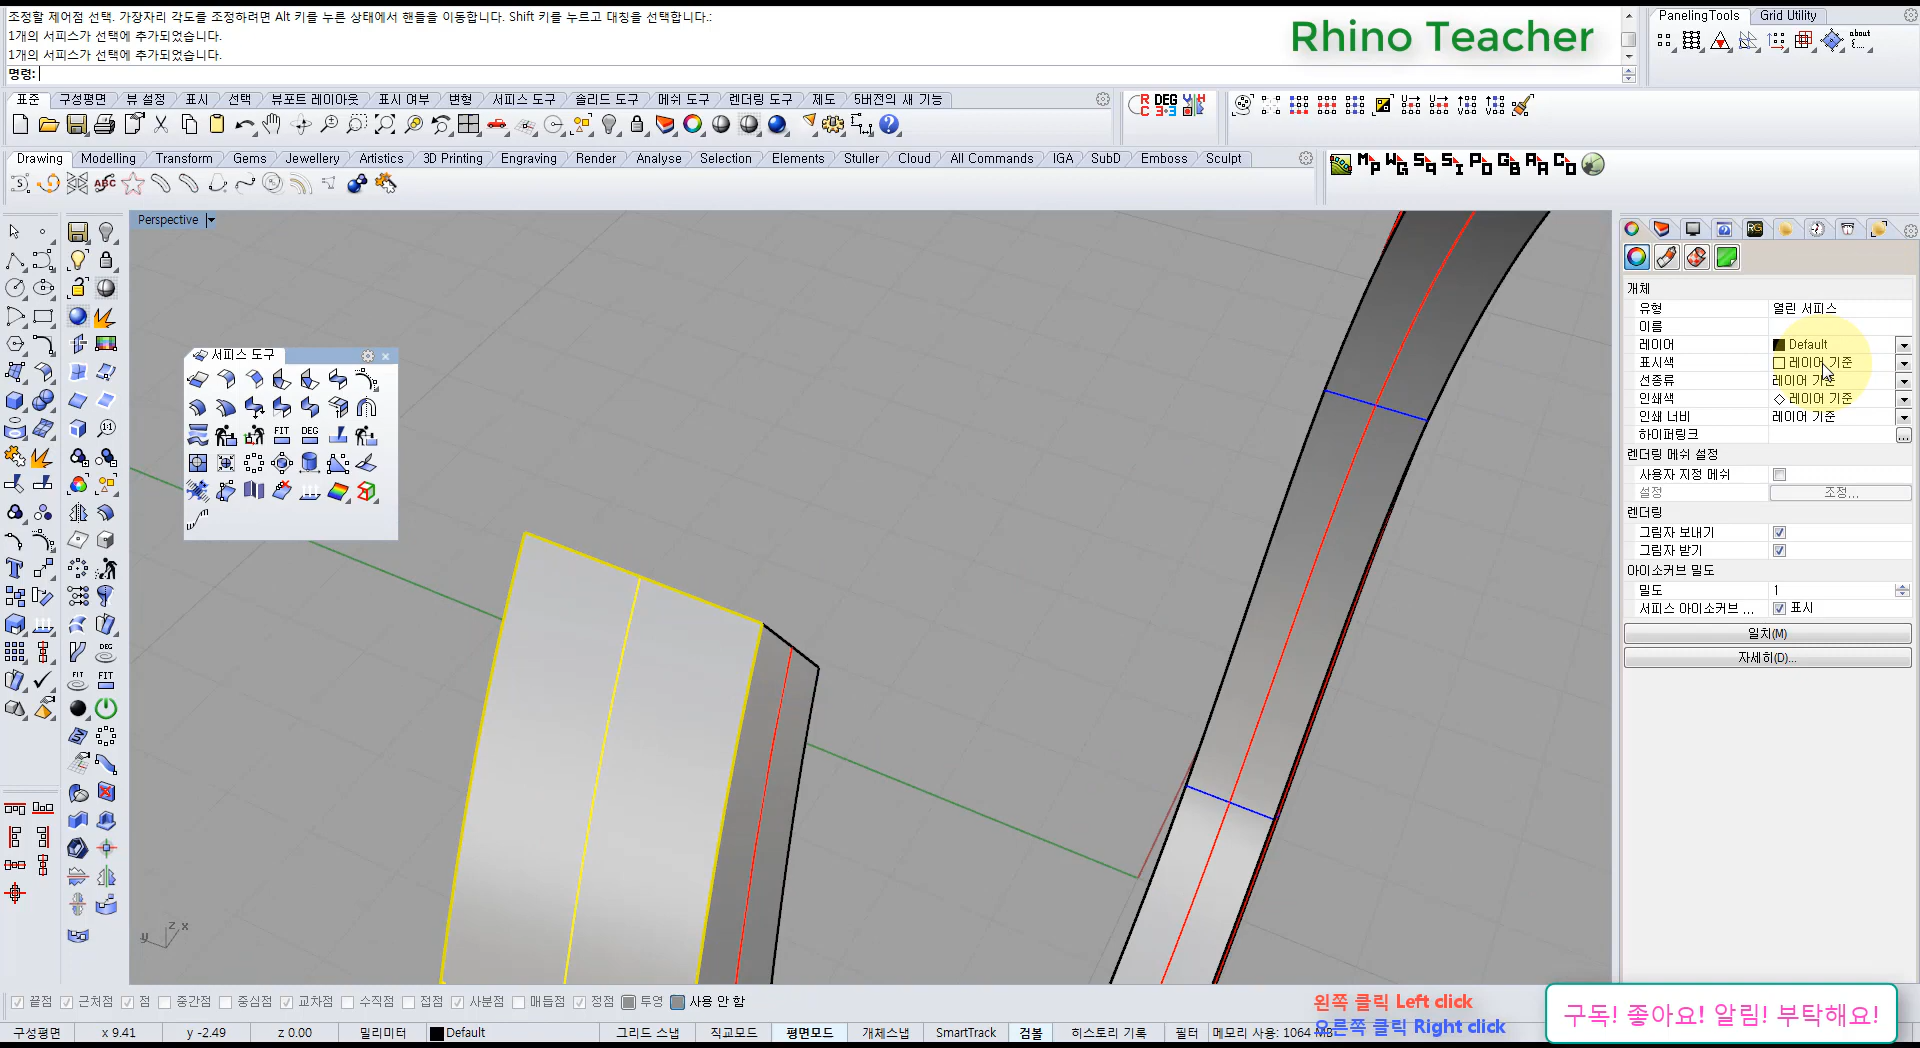 조정할 제어점 선택. 가장자리 각도를 조정하려면 Alt 키를 누른 상태에서 핸들을 이동합니다. Shift 키를 누르고 대칭을 선택합니다.:
1개의 서피스가 선택에 추가되었습니다.
1개의 서피스가 선택에 추가되었습니다.
명령:
Rhino Teacher
PanelingTools Grid Utility
about
표준 구성평면 뷰 설정 표시 선택 뷰포트 레이아웃 표시 여부 변형 서피스 도구 솔리드 도구 메쉬 도구 렌더링 도구 제도 5버전의 새 기능
Drawing Modelling Transform Gems Jewellery Artistics 3D Printing Engraving Render Analyse Selection Elements Stuller Cloud All Commands IGA SubD Emboss Sculpt
Perspective
서피스 도구
FIT DEG
개체
유형 열린 서피스
이름
레이어 Default
표시색 레이어 기준
선종류 레이어 기준
인쇄색 레이어 기준
인쇄 너비 레이어 기준
하이퍼링크 ...
렌더링 메쉬 설정
사용자 지정 메쉬
설정 조정...
렌더링
그림자 보내기
그림자 받기
아이소커브 밀도
밀도 1
서피스 아이소커브 ... 표시
일치(M)
자세히(D)...
z x
y
끝점 근처점 점 중간점 중심점 교차점 수직점 접점 사분점 매듭점 정점 투영 사용 안 함
왼쪽 클릭 Left click
오른쪽 클릭 Right click
구독! 좋아요! 알림! 부탁해요!
구성평면 x 9.41 y -2.49 z 0.00 밀리미터 Default 그리드 스냅 직교모드 평면모드 개체스냅 SmartTrack 검볼 히스토리 기록 필터 메모리 사용: 1064 MB